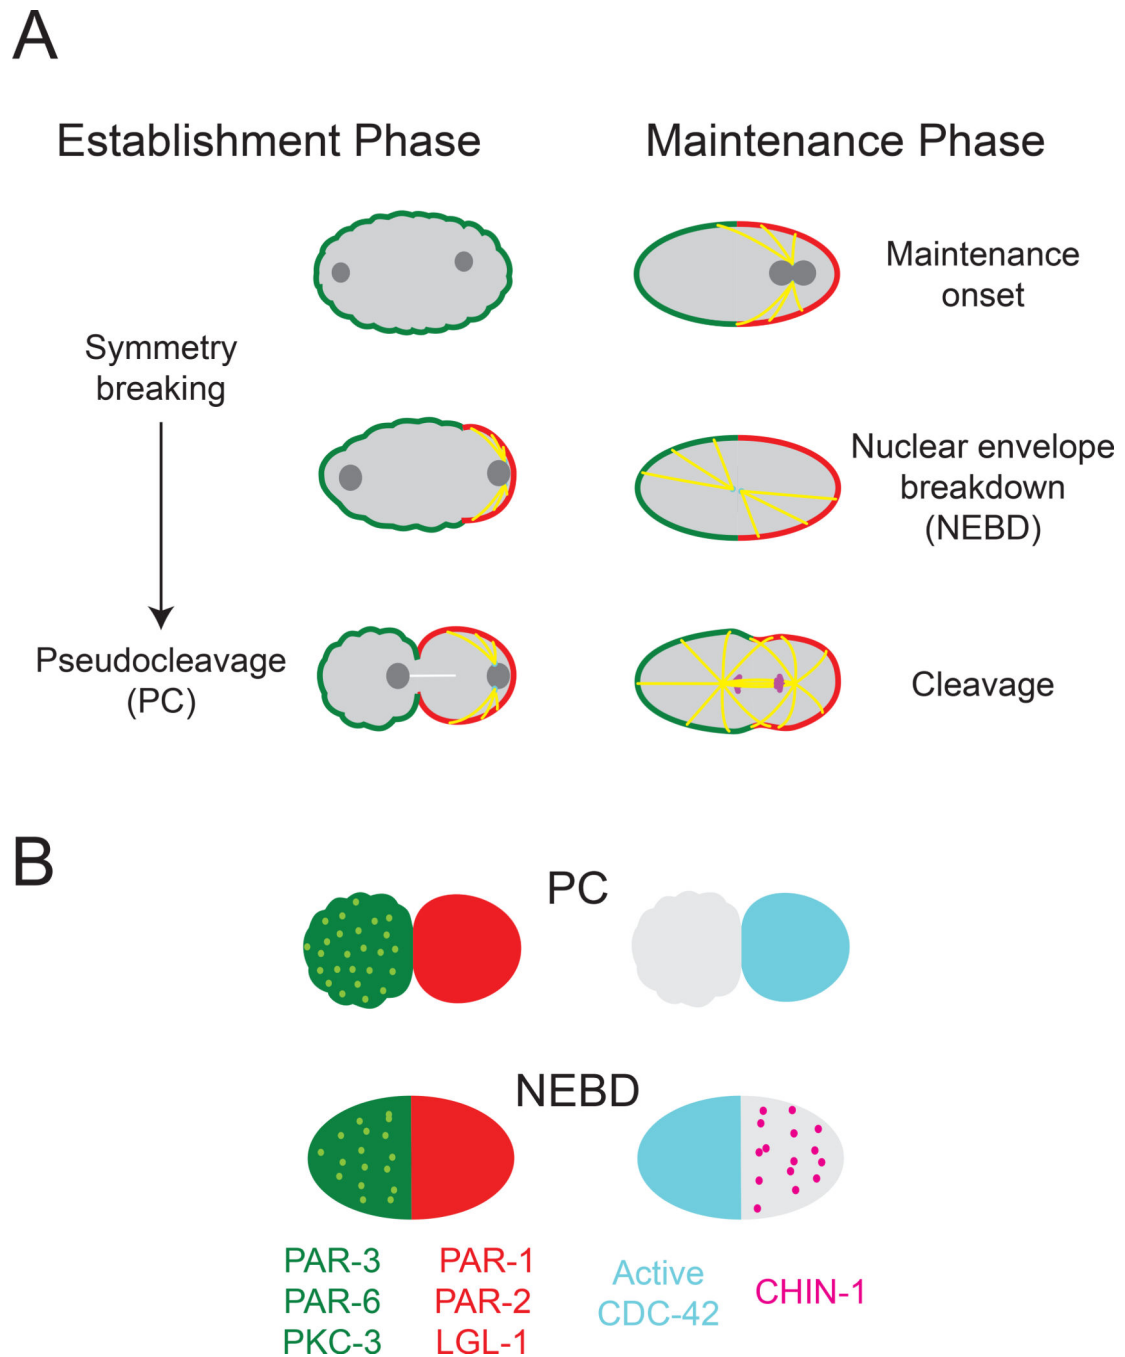 A
Establishment Phase
Maintenance Phase
Symmetry
breaking
Pseudocleavage
(PC)
Maintenance
onset
Nuclear envelope
breakdown
(NEBD)
Cleavage
B
PC
NEBD
PAR-3
PAR-6
PKC-3
PAR-1
PAR-2
LGL-1
Active
CDC-42
CHIN-1